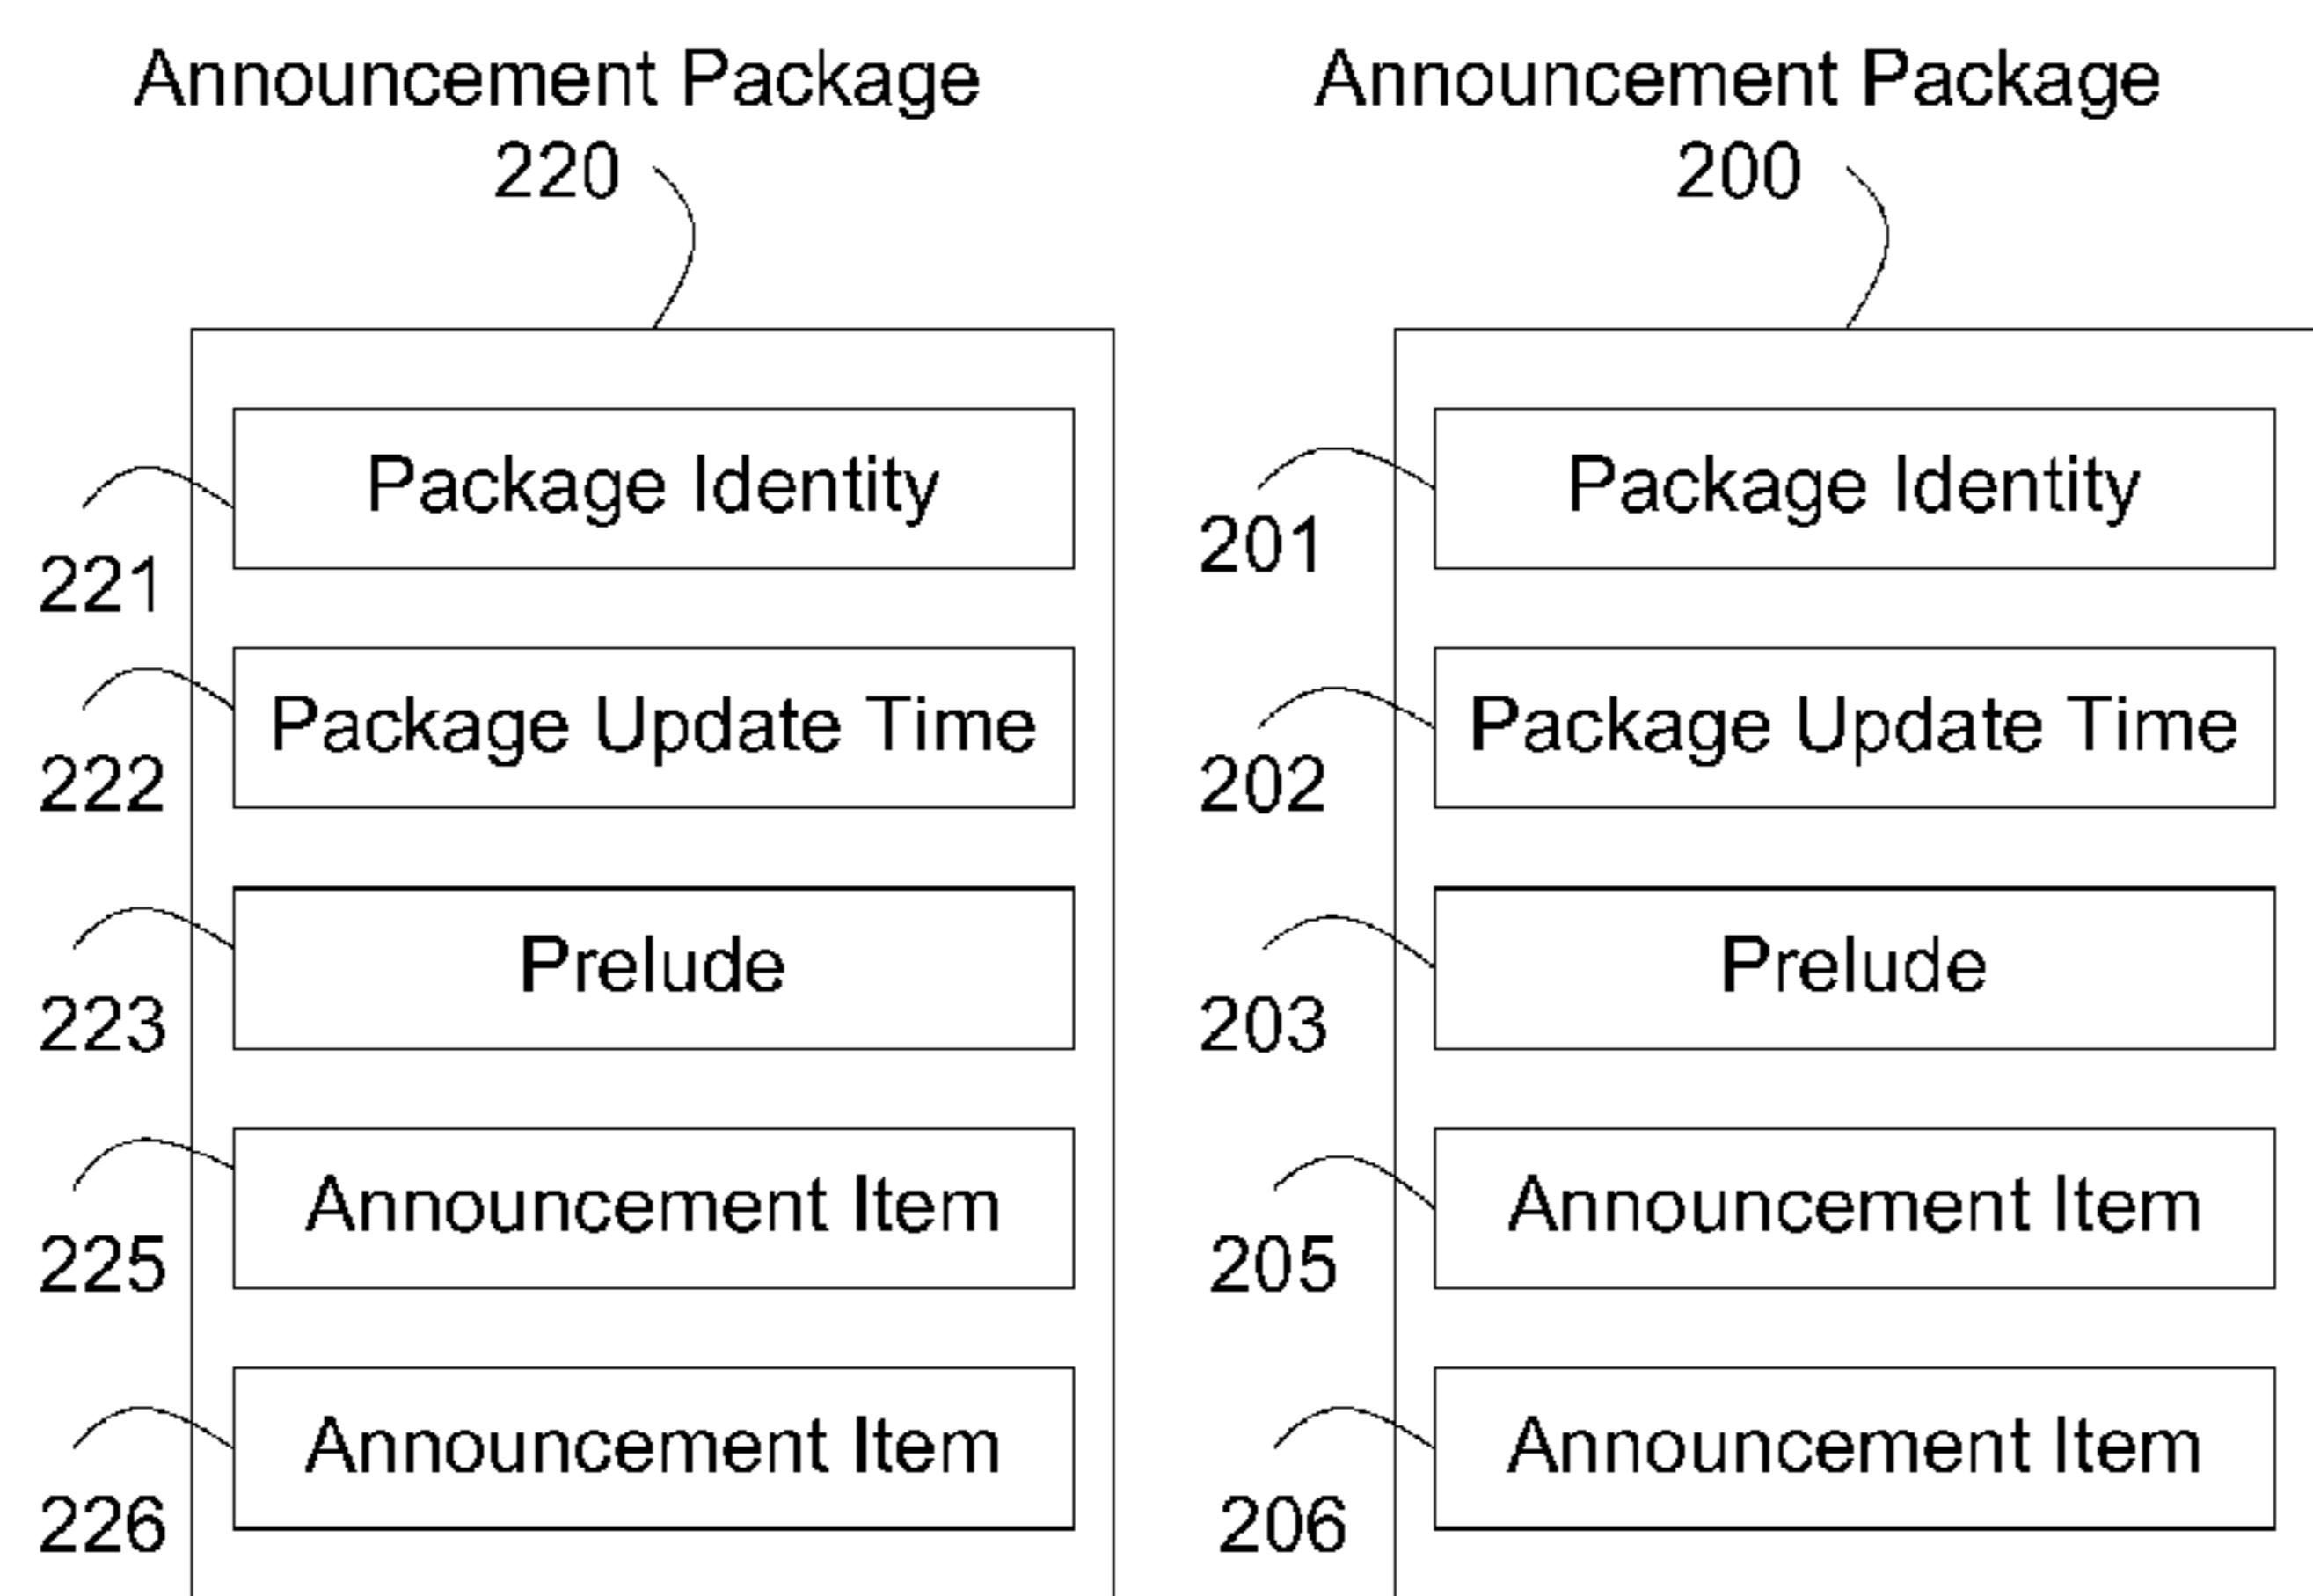 Announcement Package
220
Package Identity
221
Package Update Time
222
Prelude
223
Announcement Item
225
Announcement Item
226
Announcement Package
200
Package Identity
201
Package Update Time
202
Prelude
203
Announcement Item
205
Announcement Item
206